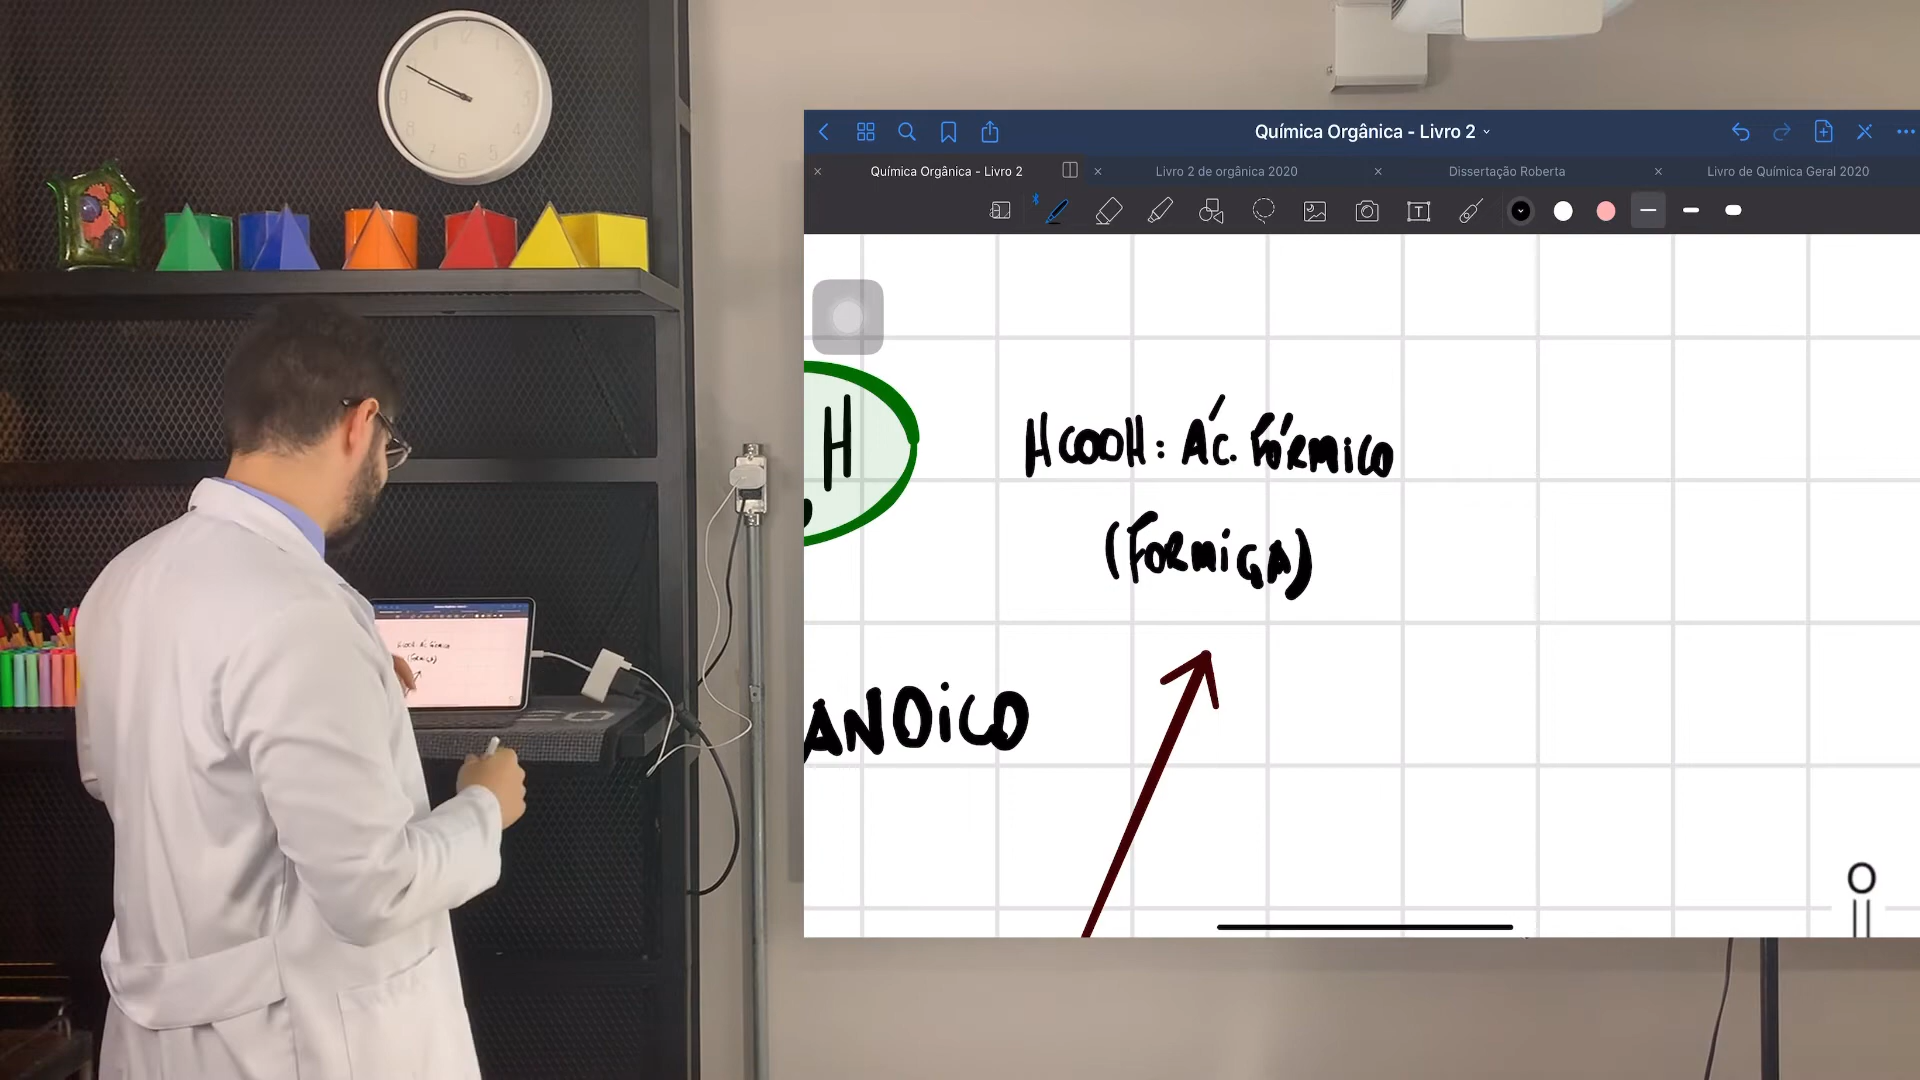 Química Orgânica - Livro 2
Química Orgânica - Livro 2
Livro 2 de orgânica 2020
Dissertação Roberta
Livro de Química Geral 2020
T
H
HCOOH: ÁC. FÓRMICO
(FORMIGA)
ANOICO
O